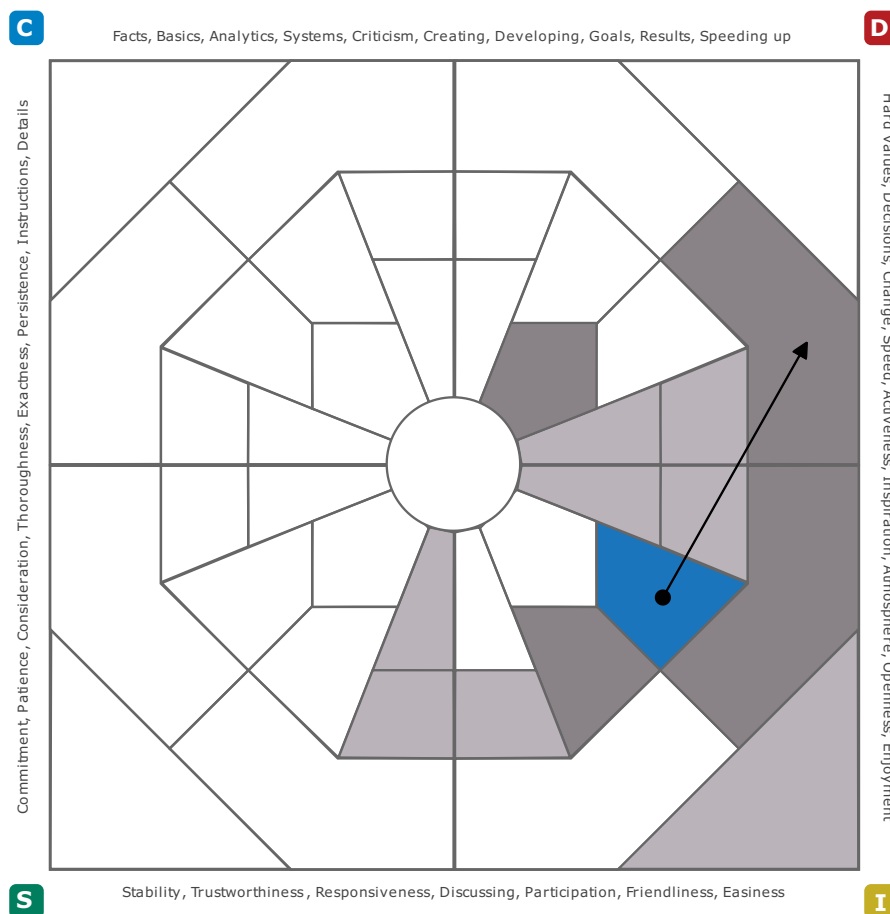 C
Facts, Basics, Analytics, Systems, Criticism, Creating, Developing, Goals, Results, Speeding up
D
Commitment, Patience, Consideration, Thoroughness, Exactness, Persistence, Instructions, Details
Hard values, Decisions, Change, Speed, Activeness, Inspiration, Atmosphere, Openness, Enjoyment
S
Stability, Trustworthiness, Responsiveness, Discussing, Participation, Friendliness, Easiness
I